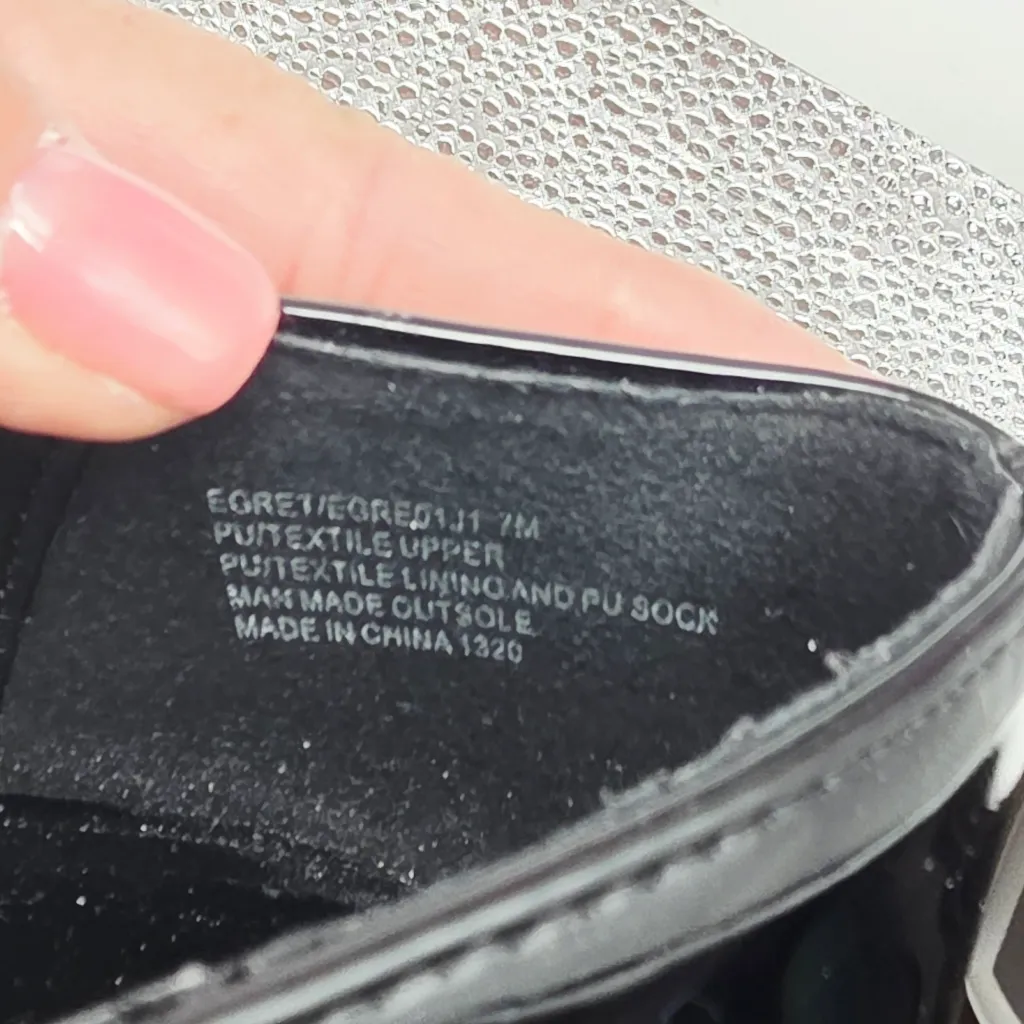 EGRET/EGRE01J1 7M
PU/TEXTILE UPPER
PU/TEXTILE LINING AND PU SOCK
MAN MADE OUTSOLE
MADE IN CHINA 1320